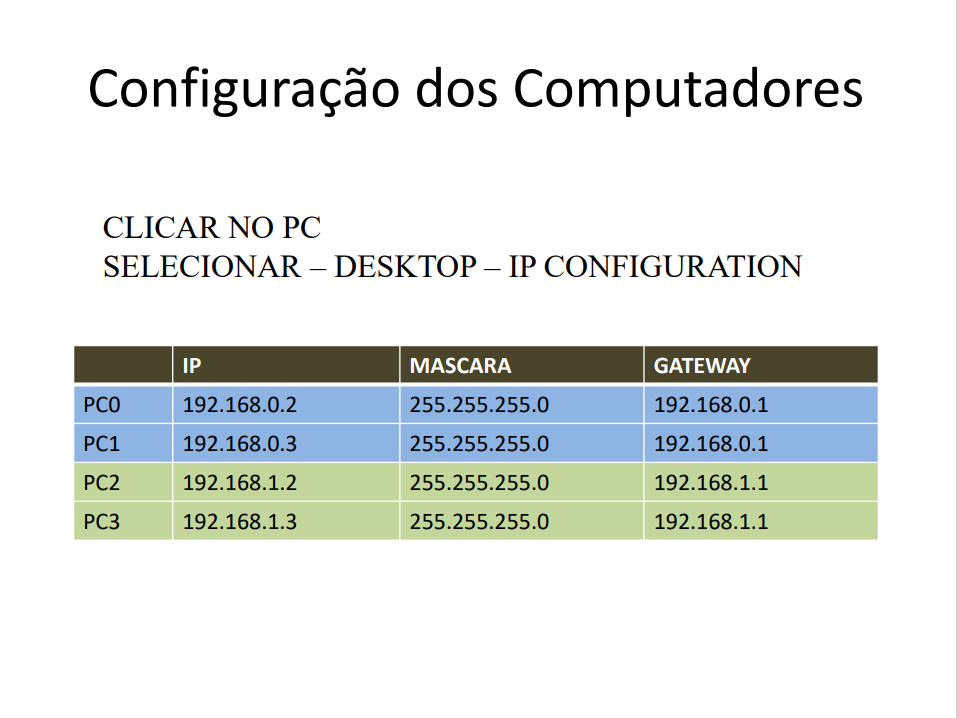 Configuração dos Computadores
CLICAR NO PC
SELECIONAR – DESKTOP – IP CONFIGURATION
IP MASCARA GATEWAY
PC0 192.168.0.2 255.255.255.0 192.168.0.1
PC1 192.168.0.3 255.255.255.0 192.168.0.1
PC2 192.168.1.2 255.255.255.0 192.168.1.1
PC3 192.168.1.3 255.255.255.0 192.168.1.1